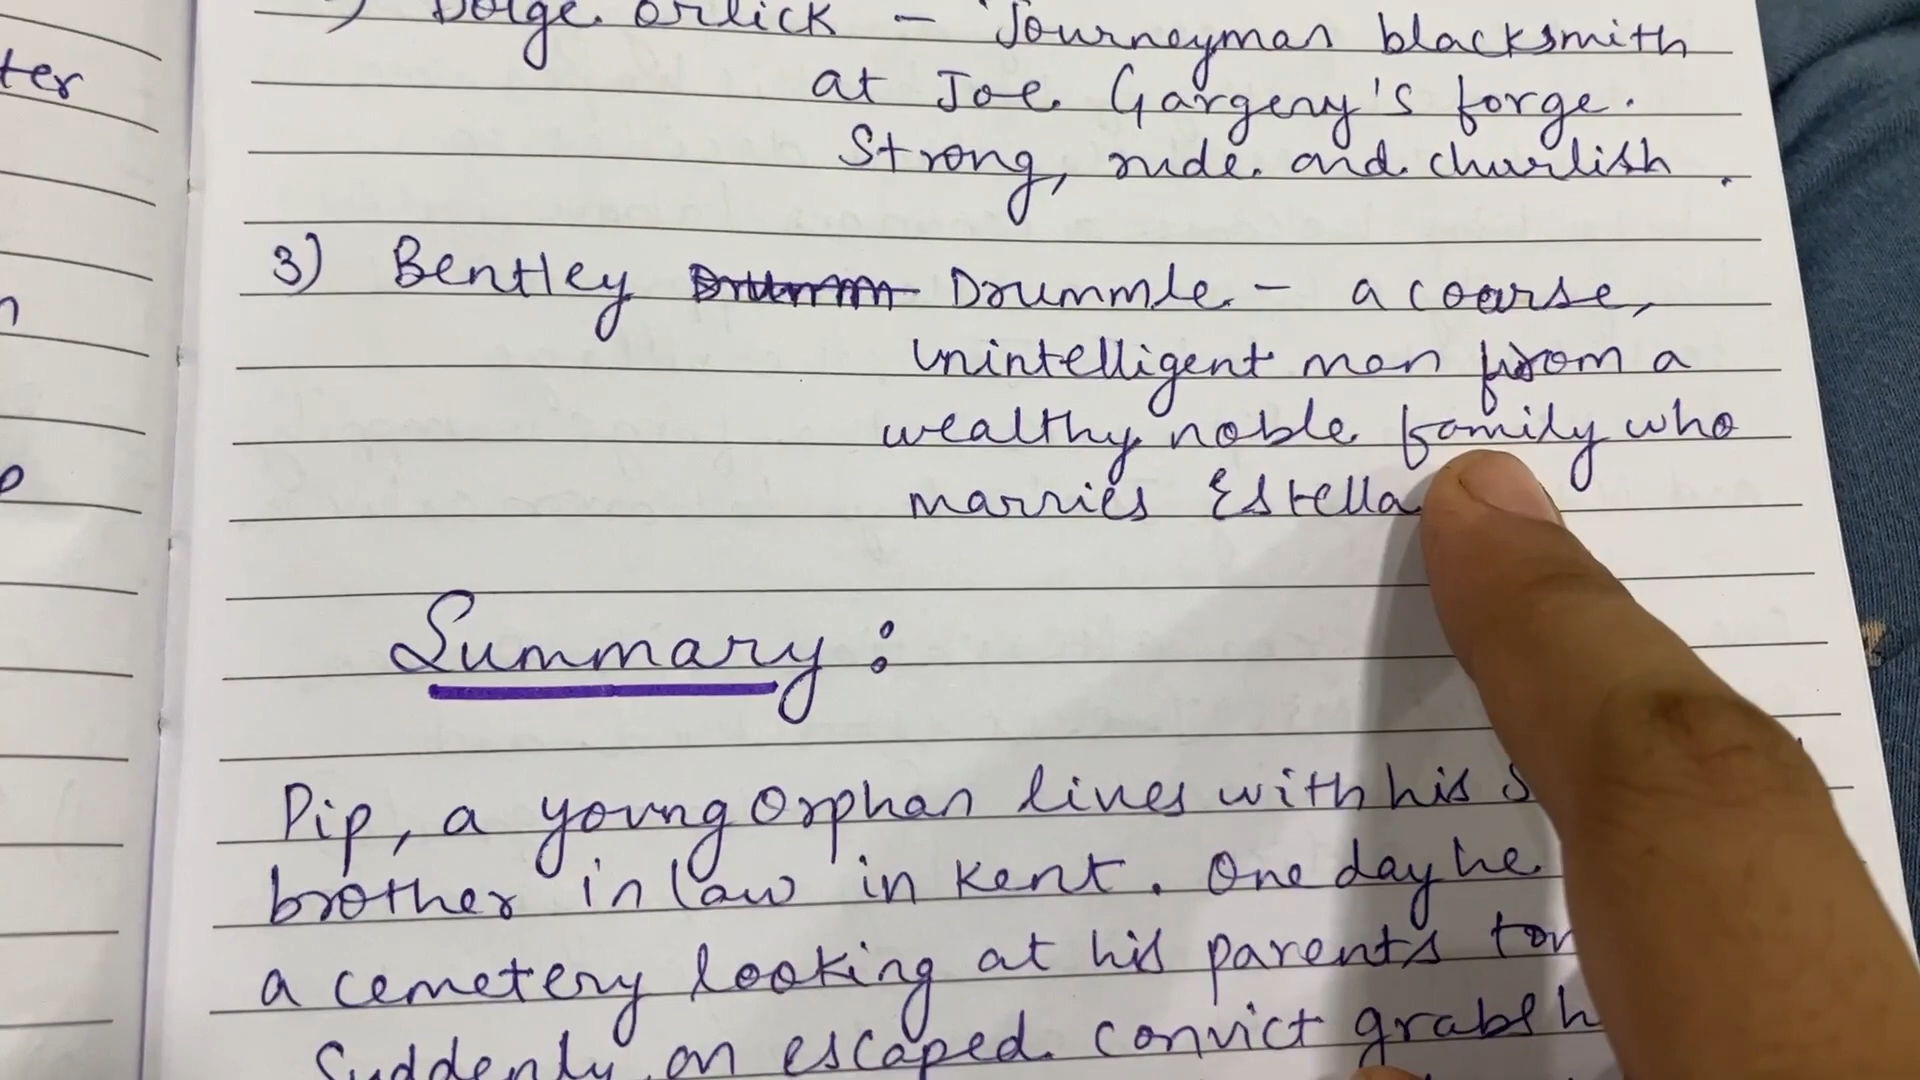 ter
Dolge Orlick - Journeyman blacksmith
at Joe Gargery's forge.
Strong, rude and churlish.
3) Bentley Drummle - a coarse,
unintelligent man from a
wealthy noble family who
marries Estella
Summary:
Pip, a young orphan lives with his s
brother in law in Kent. One day he
a cemetery looking at his parents tom
Suddenly an escaped convict grabs h